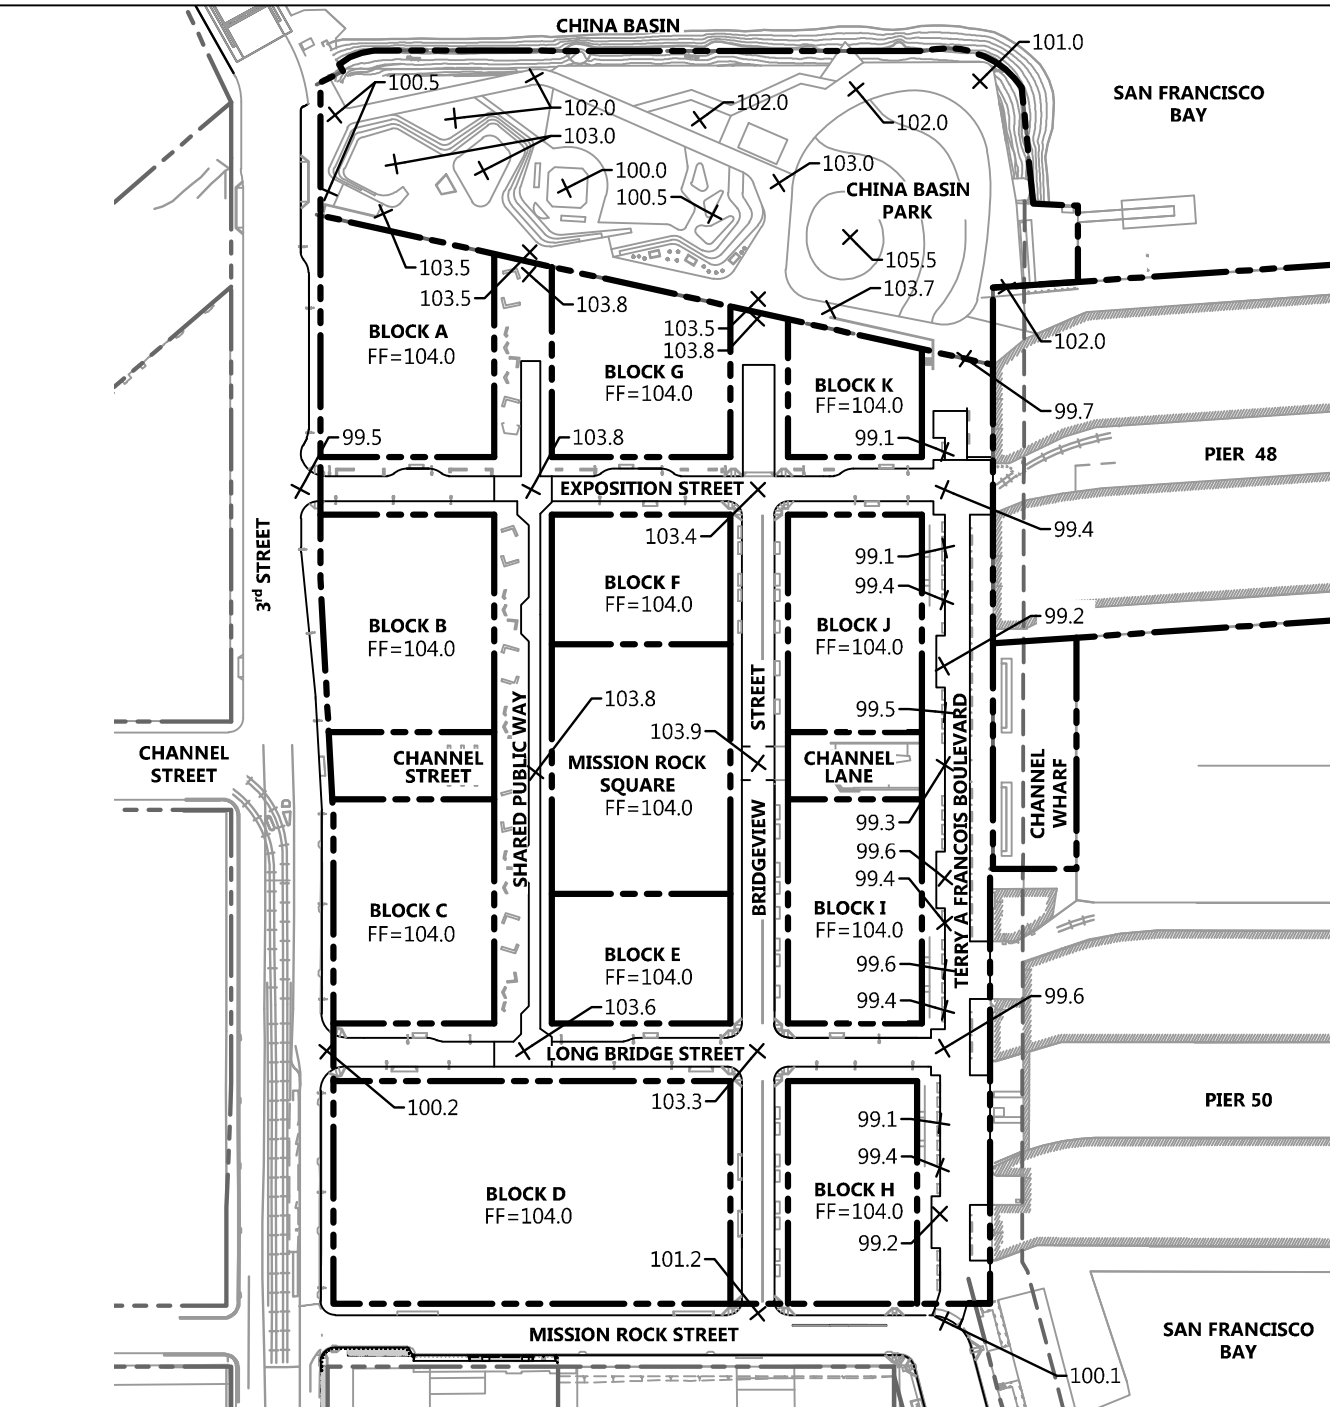 CHINA BASIN
101.0
SAN FRANCISCO
BAY
100.5
102.0
102.0
102.0
103.0
103.0
100.0
100.5
CHINA BASIN
PARK
105.5
103.5
103.5
103.8
103.7
103.5
103.8
102.0
BLOCK A
FF=104.0
BLOCK G
FF=104.0
BLOCK K
FF=104.0
99.7
99.5
103.8
99.1
PIER 48
EXPOSITION STREET
103.4
99.4
3rd STREET
99.1
99.4
BLOCK F
FF=104.0
99.2
BLOCK B
FF=104.0
BLOCK J
FF=104.0
103.8
99.5
103.9
STREET
SHARED PUBLIC WAY
CHANNEL
STREET
CHANNEL
STREET
MISSION ROCK
SQUARE
FF=104.0
CHANNEL
LANE
TERRY A FRANCOIS BOULEVARD
CHANNEL
WHARF
BRIDGEVIEW
99.3
99.6
99.4
BLOCK C
FF=104.0
BLOCK I
FF=104.0
BLOCK E
FF=104.0
99.6
99.4
99.6
103.6
LONG BRIDGE STREET
100.2
103.3
99.1
PIER 50
99.4
BLOCK D
FF=104.0
BLOCK H
FF=104.0
99.2
101.2
MISSION ROCK STREET
SAN FRANCISCO
BAY
100.1